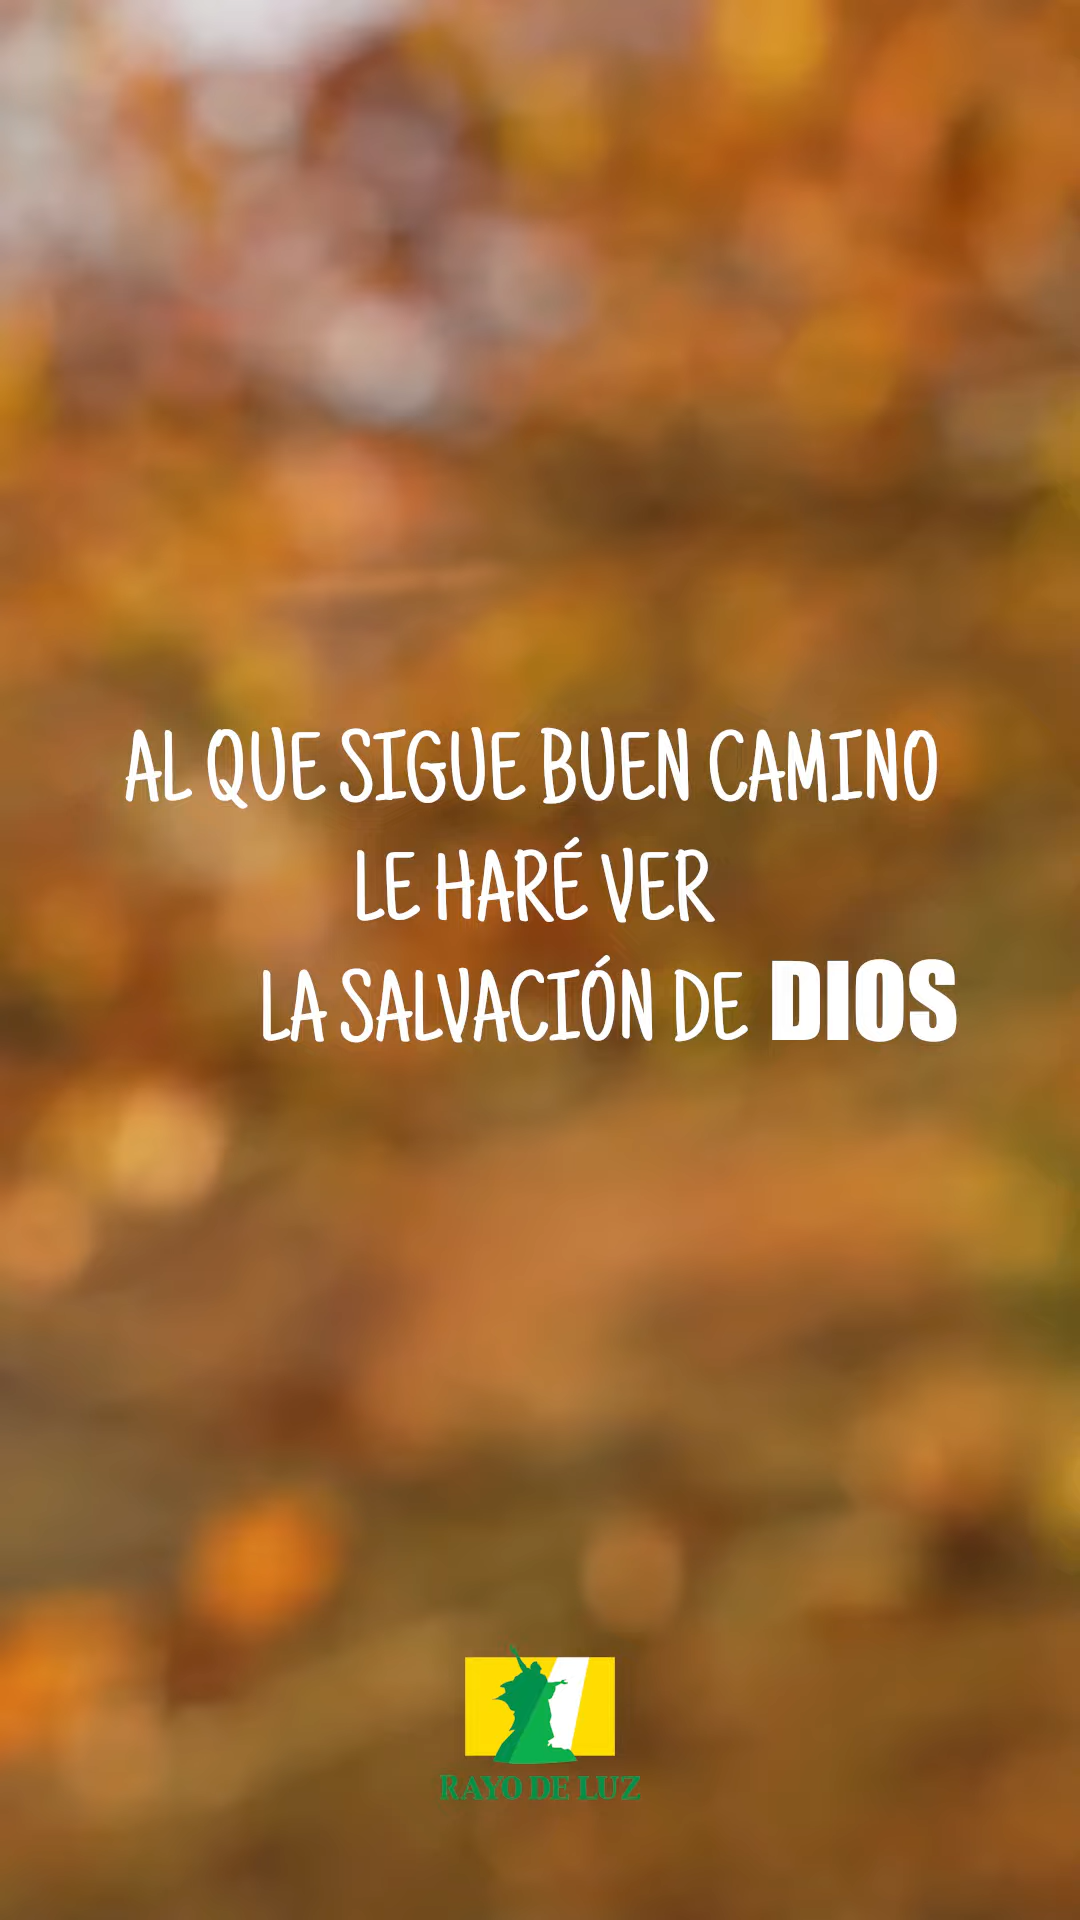 AL QUE SIGUE BUEN CAMINO
LE HARÉ VER
LA SALVACIÓN DE DIOS
RAYO DE LUZ